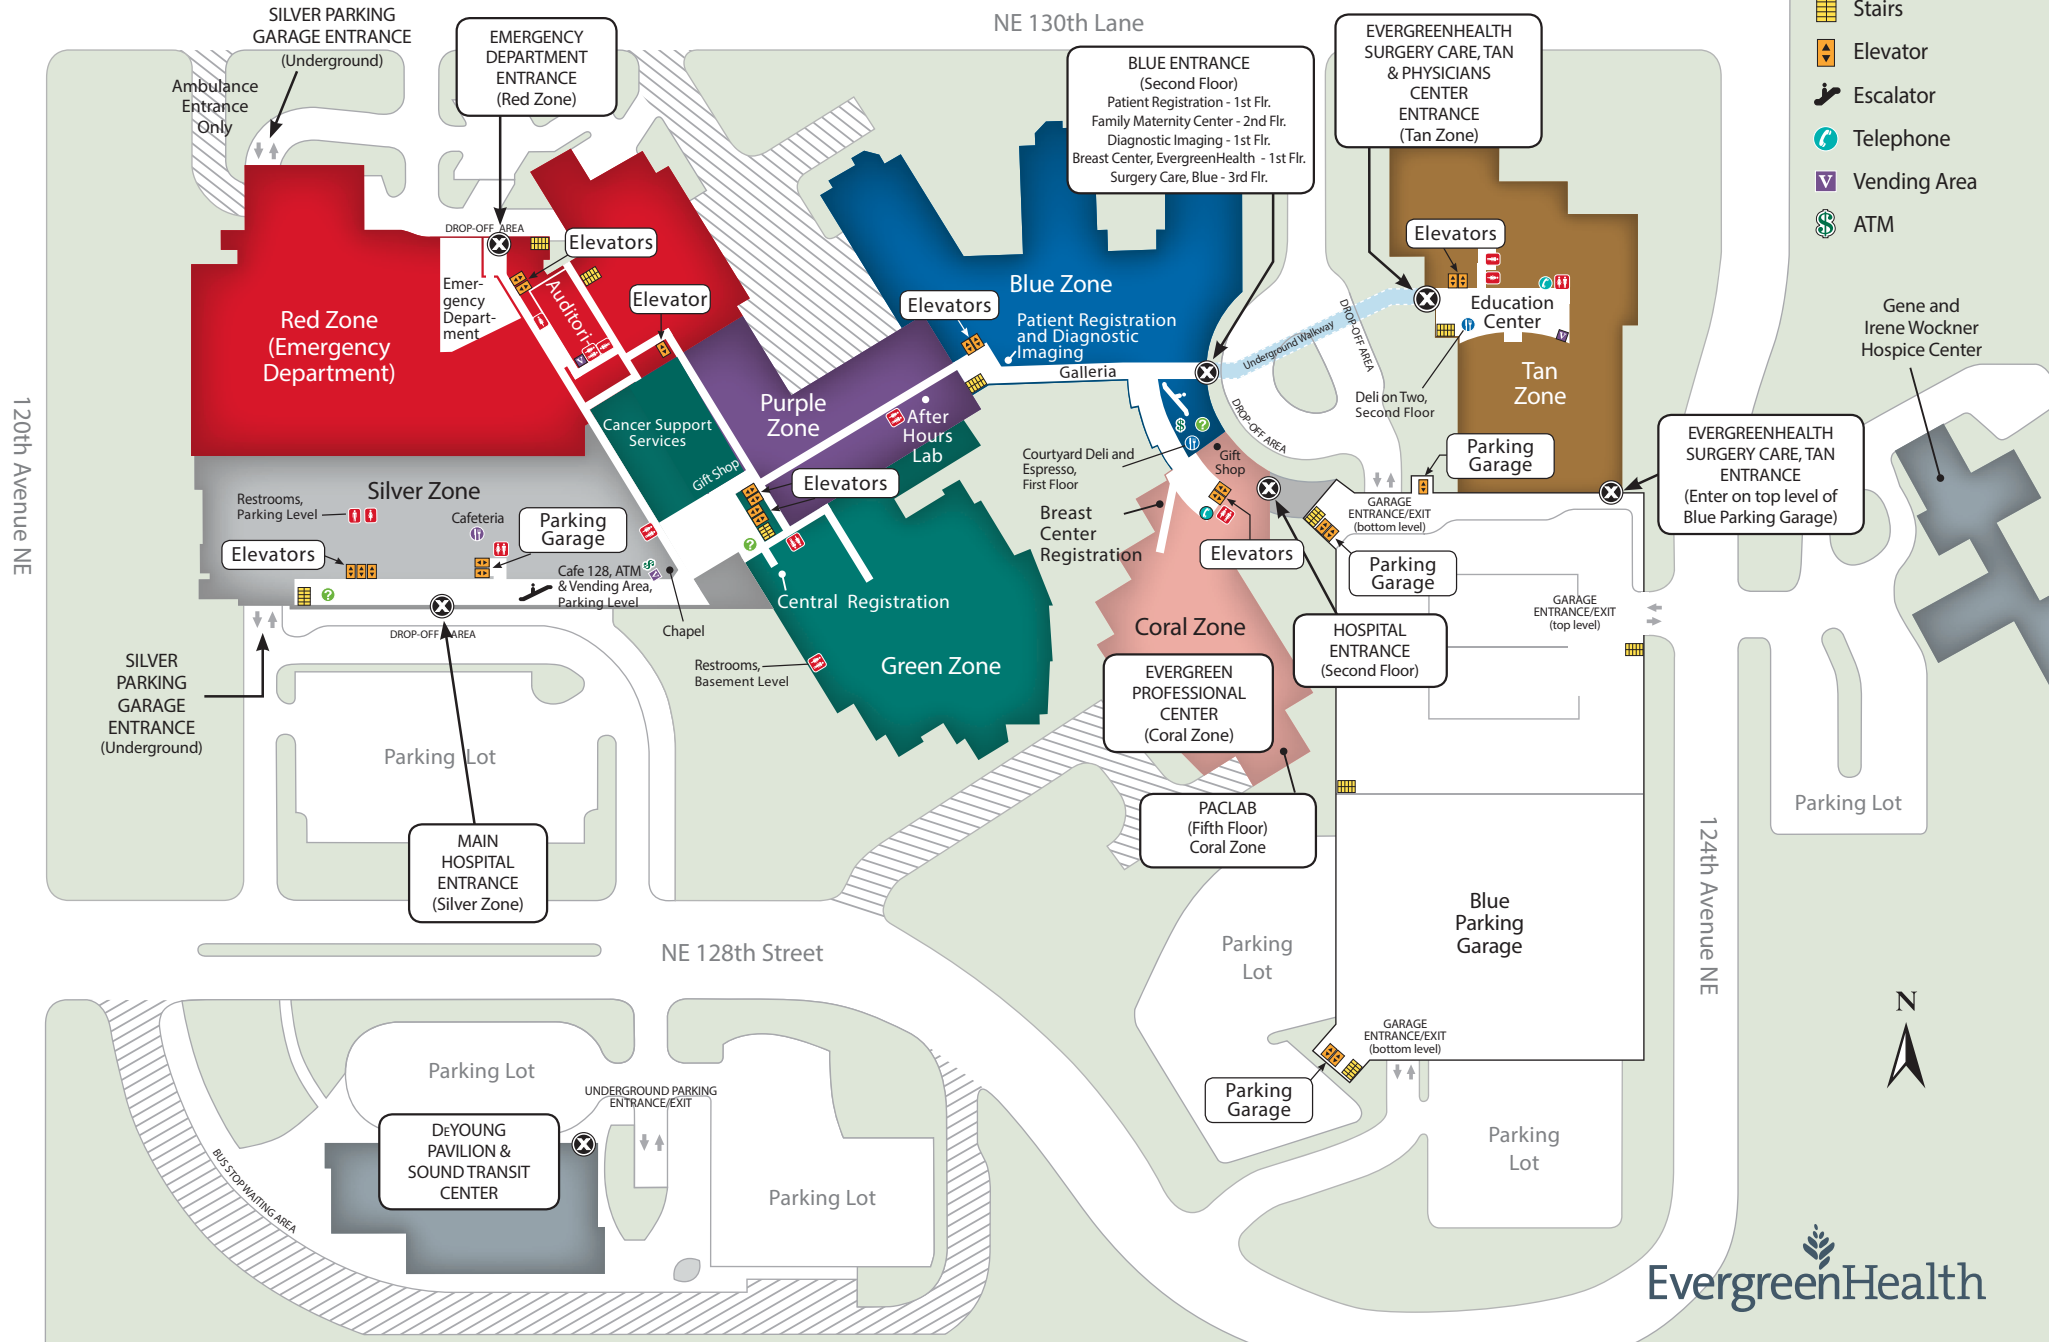 SILVER PARKING
GARAGE ENTRANCE
(Underground)
Ambulance
Entrance
Only
EMERGENCY
DEPARTMENT
ENTRANCE
(Red Zone)
NE 130th Lane
BLUE ENTRANCE
(Second Floor)
Patient Registration - 1st Flr.
Family Maternity Center - 2nd Flr.
Diagnostic Imaging - 1st Flr.
Breast Center, EvergreenHealth - 1st Flr.
Surgery Care, Blue - 3rd Flr.
EVERGREENHEALTH
SURGERY CARE, TAN
& PHYSICIANS
CENTER
ENTRANCE
(Tan Zone)
Stairs
Elevator
Escalator
Telephone
V
Vending Area
$
ATM
DROP-OFF AREA
Elevators
Emer-
gency
Depart-
ment
Auditori
Elevator
Red Zone
(Emergency
Department)
Blue Zone
Elevators
Patient Registration
and Diagnostic
Imaging
Galleria
Underground Walkway
DROP-OFF AREA
DROP-OFF AREA
Elevators
Education
Center
Deli on Two,
Second Floor
Tan
Zone
Gene and
Irene Wockner
Hospice Center
120th Avenue NE
Cancer Support
Services
Gift Shop
Purple
Zone
After
Hours
Lab
Elevators
Courtyard Deli and
Espresso,
First Floor
Gift
Shop
Breast
Center
Registration
Elevators
Parking
Garage
EVERGREENHEALTH
SURGERY CARE, TAN
ENTRANCE
(Enter on top level of
Blue Parking Garage)
GARAGE
ENTRANCE/EXIT
(bottom level)
Parking
Garage
GARAGE
ENTRANCE/EXIT
(top level)
Silver Zone
Restrooms,
Parking Level
Cafeteria
Parking
Garage
Elevators
Cafe 128, ATM
& Vending Area,
Parking Level
Chapel
DROP-OFF AREA
Central Registration
Restrooms,
Basement Level
Green Zone
Coral Zone
EVERGREEN
PROFESSIONAL
CENTER
(Coral Zone)
HOSPITAL
ENTRANCE
(Second Floor)
SILVER
PARKING
GARAGE
ENTRANCE
(Underground)
Parking Lot
MAIN
HOSPITAL
ENTRANCE
(Silver Zone)
PACLAB
(Fifth Floor)
Coral Zone
Parking Lot
124th Avenue NE
Blue
Parking
Garage
Parking
Lot
NE 128th Street
GARAGE
ENTRANCE/EXIT
(bottom level)
Parking
Garage
Parking
Lot
N
Parking Lot
UNDERGROUND PARKING
ENTRANCE/EXIT
DEYOUNG
PAVILION &
SOUND TRANSIT
CENTER
BUS STOP WAITING AREA
Parking Lot
EvergreenHealth